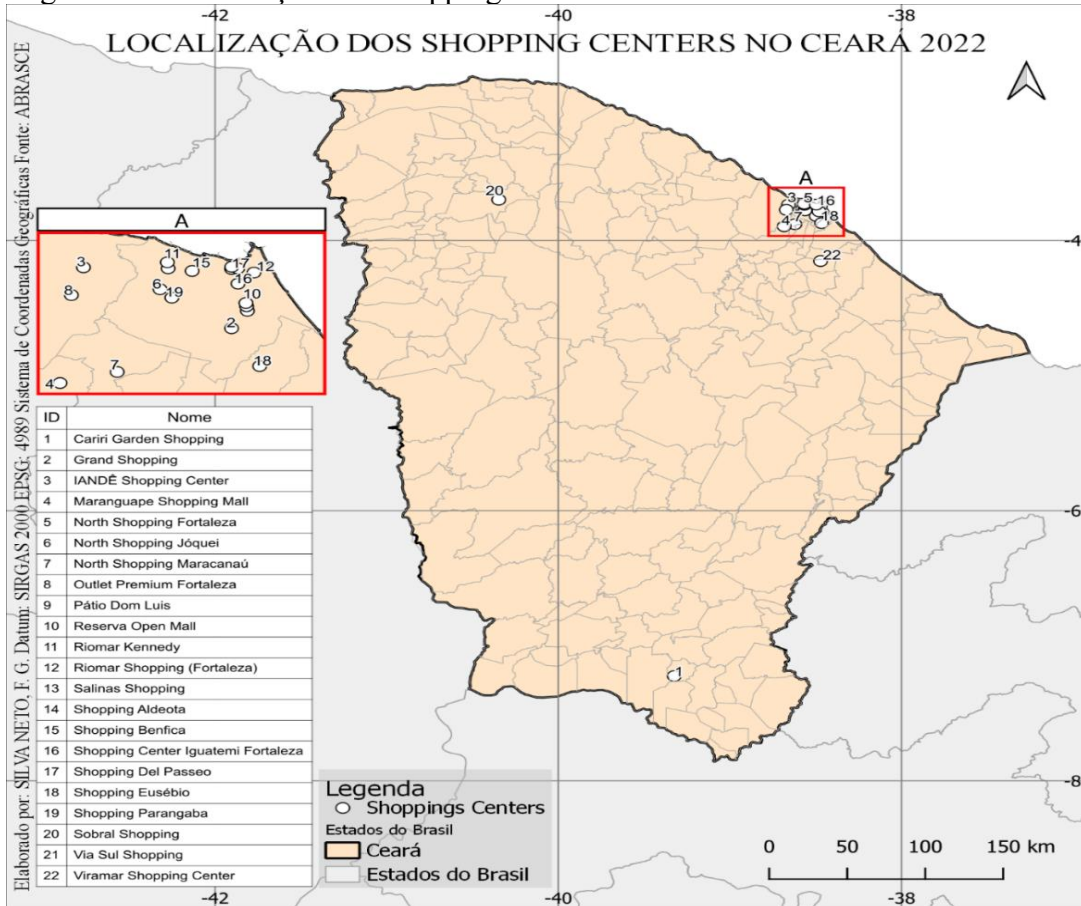 -42
-40
-38
LOCALIZAÇÃO DOS SHOPPING CENTERS NO CEARÁ 2022
Elaborado por: SILVA NETO, F. G. Datum: SIRGAS 2000 EPSG: 4989 Sistema de Coordenadas Geográficas Fonte: ABRASCE
A
3 5 16
4 7 18
22
20
1
A
11
15
17
12
3
16
8
6
19
10
2
18
7
4
-4
-6
-8
ID Nome
1 Cariri Garden Shopping
2 Grand Shopping
3 IANDÊ Shopping Center
4 Maranguape Shopping Mall
5 North Shopping Fortaleza
6 North Shopping Jóquei
7 North Shopping Maracanaú
8 Outlet Premium Fortaleza
9 Pátio Dom Luis
10 Reserva Open Mall
11 Riomar Kennedy
12 Riomar Shopping (Fortaleza)
13 Salinas Shopping
14 Shopping Aldeota
15 Shopping Benfica
16 Shopping Center Iguatemi Fortaleza
17 Shopping Del Passeo
18 Shopping Eusébio
19 Shopping Parangaba
20 Sobral Shopping
21 Via Sul Shopping
22 Viramar Shopping Center
Legenda
Shoppings Centers
Estados do Brasil
Ceará
Estados do Brasil
0 50 100 150 km
-42
-40
-38